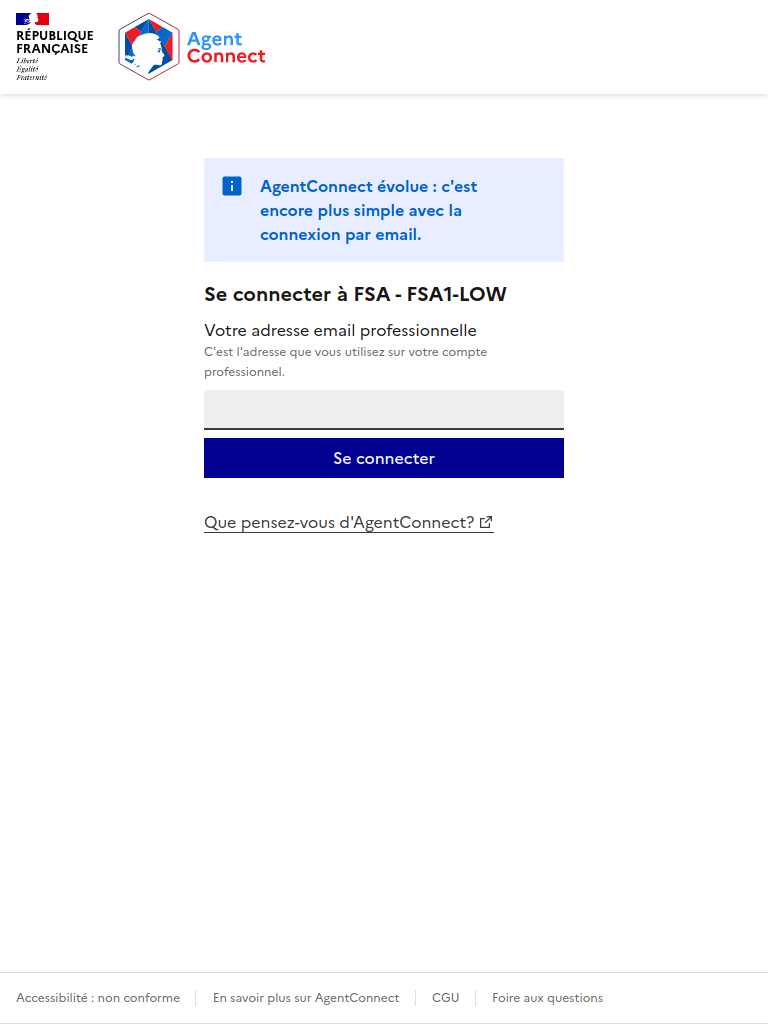 RÉPUBLIQUE
FRANÇAISE
Liberté
Égalité
Fraternité
Agent
Connect
AgentConnect évolue : c'est
encore plus simple avec la
connexion par email.
Se connecter à FSA - FSA1-LOW
Votre adresse email professionnelle
C'est l'adresse que vous utilisez sur votre compte
professionnel.
Se connecter
Que pensez-vous d'AgentConnect?
Accessibilité : non conforme
En savoir plus sur AgentConnect
CGU
Foire aux questions